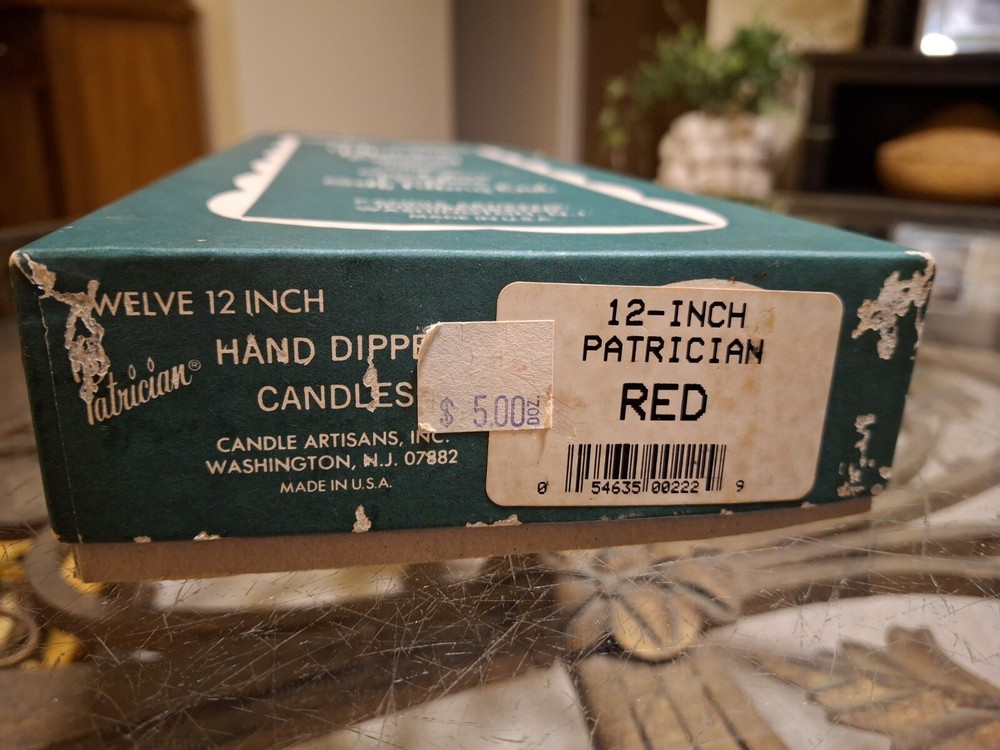 WELVE 12 INCH
HAND DIPPE
Patrician®
CANDLES
CANDLE ARTISANS, INC.
WASHINGTON, N.J. 07882
MADE IN U.S.A.
$ 5.00 DOZ.
12-INCH
PATRICIAN
RED
0 54635 00222 9